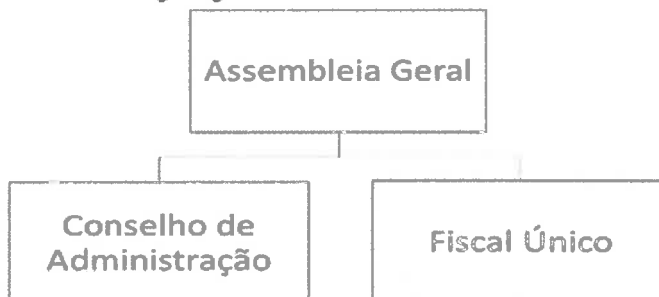 Assembleia Geral
Conselho de
Administração
Fiscal Único